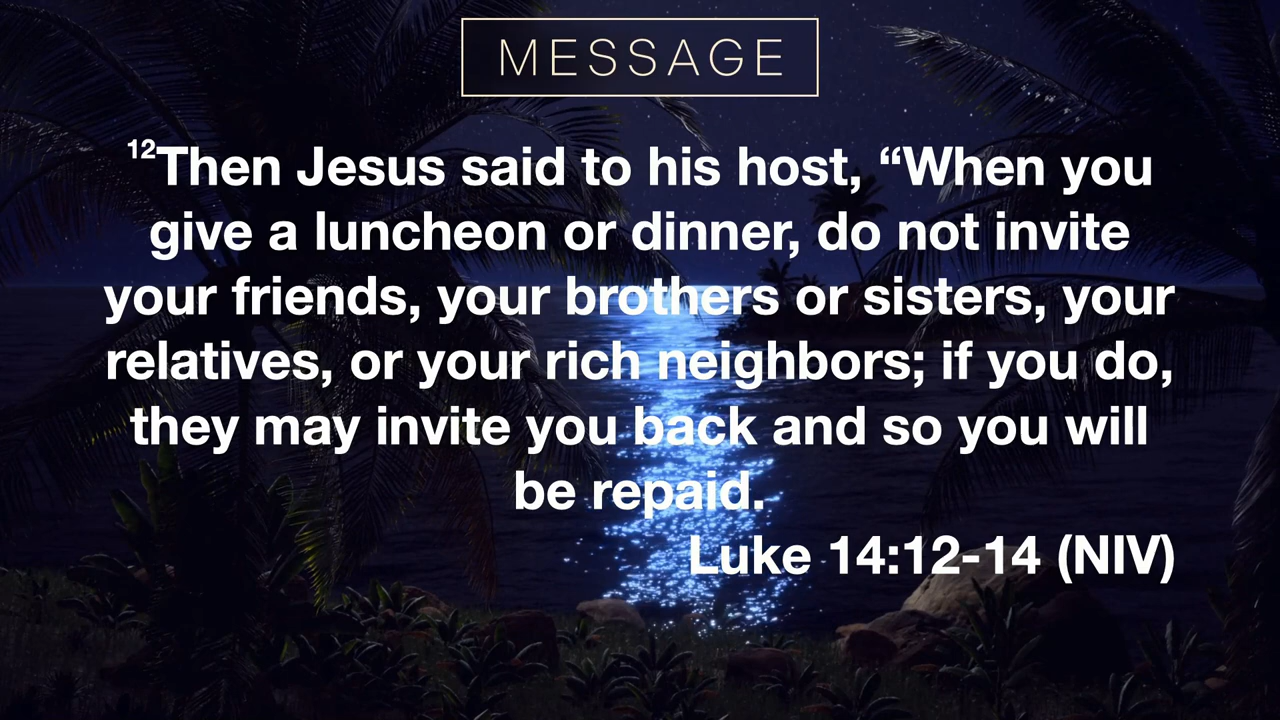 MESSAGE
¹²Then Jesus said to his host, “When you
give a luncheon or dinner, do not invite
your friends, your brothers or sisters, your
relatives, or your rich neighbors; if you do,
they may invite you back and so you will
be repaid.
Luke 14:12-14 (NIV)